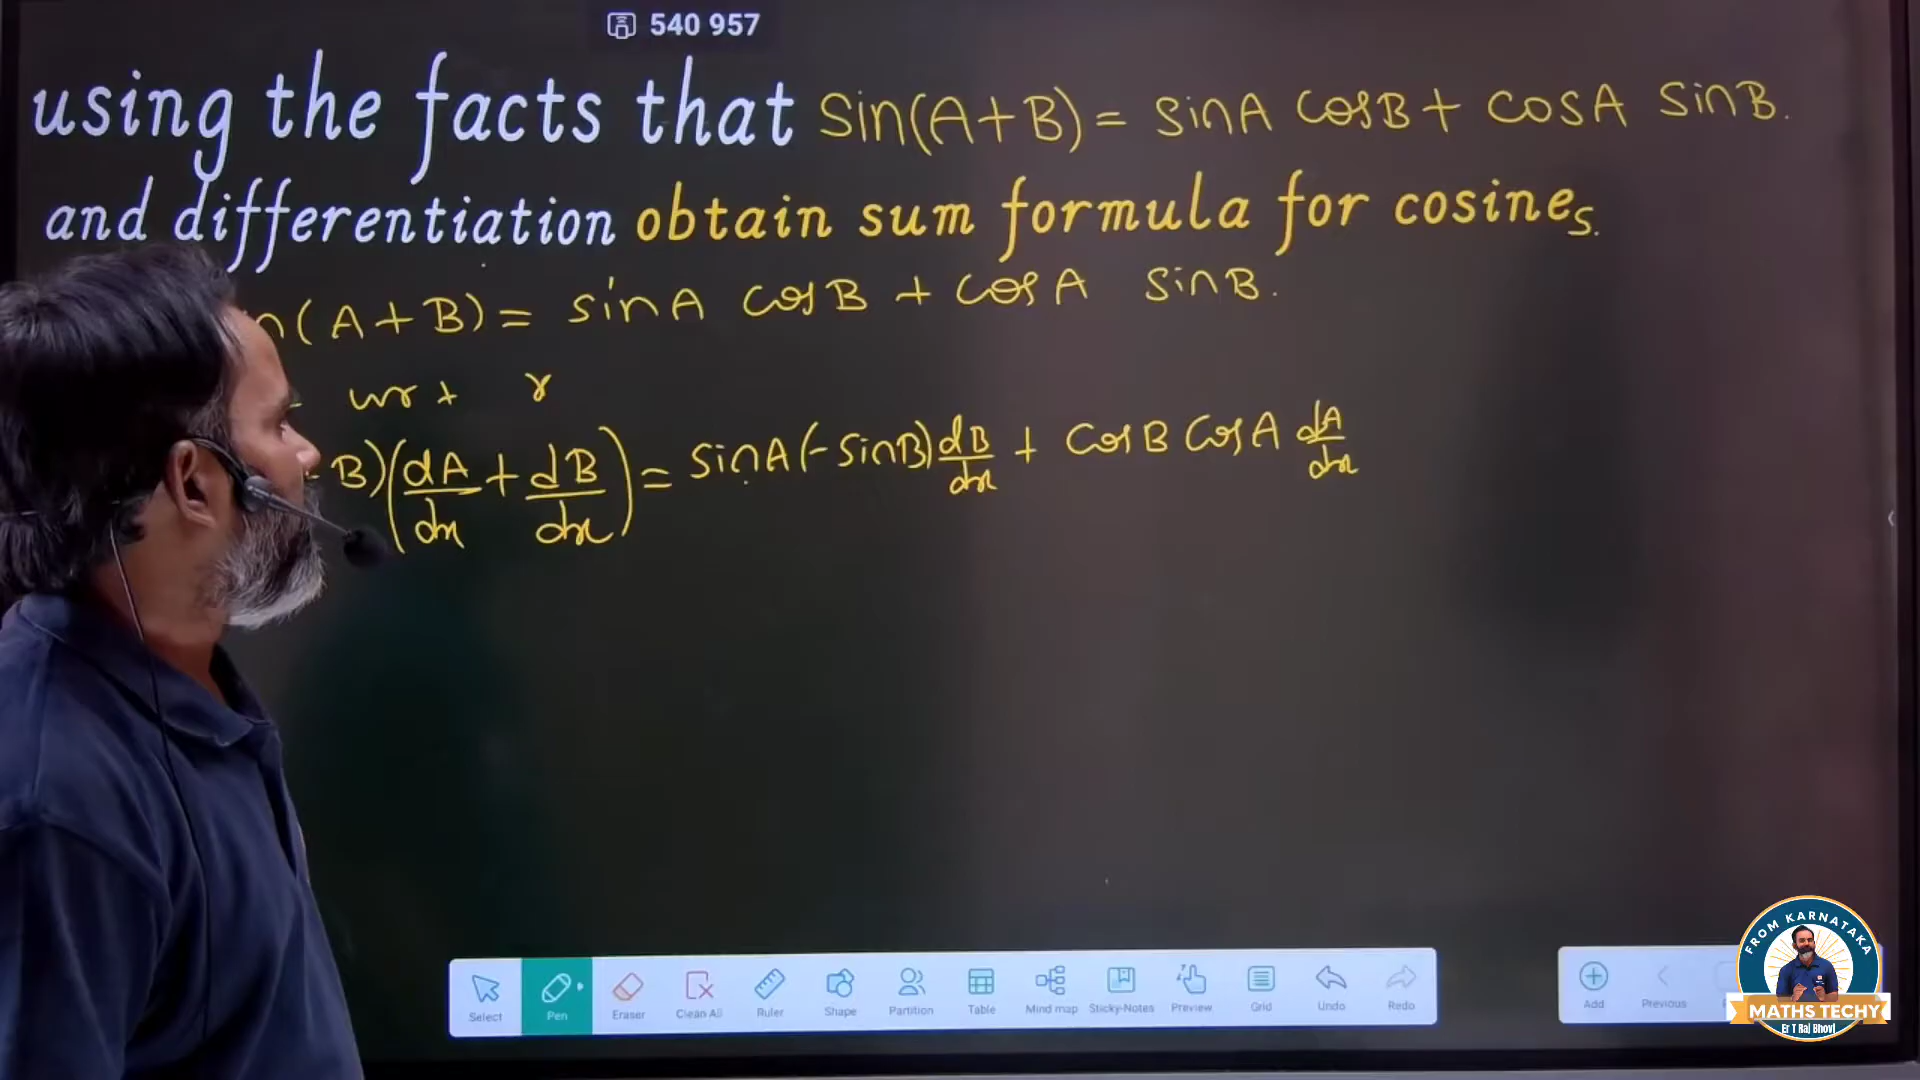 540 957
using the facts that Sin(A+B) = sinA cosB + cosA sinB.
and differentiation obtain sum formula for cosines.
n(A+B) = sinA cosB + cosA sinB.
wrt
B)(dA/dx + dB/dx) = sinA(-sinB) dB/dx + cosB cosA dA/dx
Select Pen Eraser Clean All Ruler Shape Partition Table Mind map Sticky-Notes Preview Grid Undo Redo Add Previous
FROM KARNATAKA
MATHS TECHY
Er T Raj Bhovi